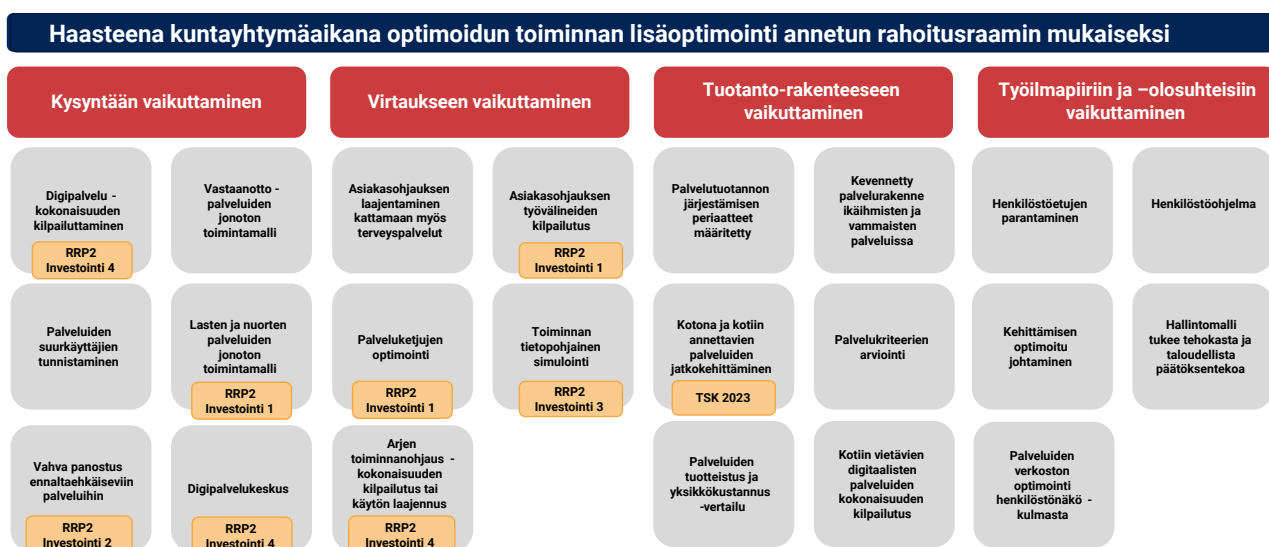 Haasteena kuntayhtymäaikana optimoidun toiminnan lisäoptimointi annetun rahoitusraamin mukaiseksi
Kysyntään vaikuttaminen
Digipalvelu -
kokonaisuuden
kilpailuttaminen
RRP2
Investointi 4
Vastaanotto -
palveluiden
jonoton
toimintamalli
Palveluiden
suurkäyttäjien
tunnistaminen
Lasten ja nuorten
palveluiden
jonoton
toimintamalli
RRP2
Investointi 1
Vahva panostus
ennaltaehkäiseviin
palveluihin
RRP2
Investointi 2
Digipalvelukeskus
RRP2
Investointi 4
Virtaukseen vaikuttaminen
Asiakasohjauksen
laajentaminen
kattamaan myös
terveyspalvelut
Asiakasohjauksen
työvälineiden
kilpailutus
RRP2
Investointi 1
Palveluketjujen
optimointi
RRP2
Investointi 1
Toiminnan
tietopohjainen
simulointi
RRP2
Investointi 3
Arjen
toiminnanohjaus -
kokonaisuuden
kilpailutus tai
käytön laajennus
RRP2
Investointi 4
Tuotanto-rakenteeseen
vaikuttaminen
Palvelutuotannon
järjestämisen
periaatteet
määritetty
Kevennetty
palvelurakenne
ikäihmisten ja
vammaisten
palveluissa
Kotona ja kotiin
annettavien
palveluiden
jatkokehittäminen
TSK 2023
Palvelukriteerien
arviointi
Palveluiden
tuotteistus ja
yksikkökustannus
-vertailu
Kotiin vietävien
digitaalisten
palveluiden
kokonaisuuden
kilpailutus
Työilmapiiriin ja –olosuhteisiin
vaikuttaminen
Henkilöstöetujen
parantaminen
Henkilöstöohjelma
Kehittämisen
optimoitu
johtaminen
Hallintomalli
tukee tehokasta ja
taloudellista
päätöksentekoa
Palveluiden
verkoston
optimointi
henkilöstönäkö -
kulmasta